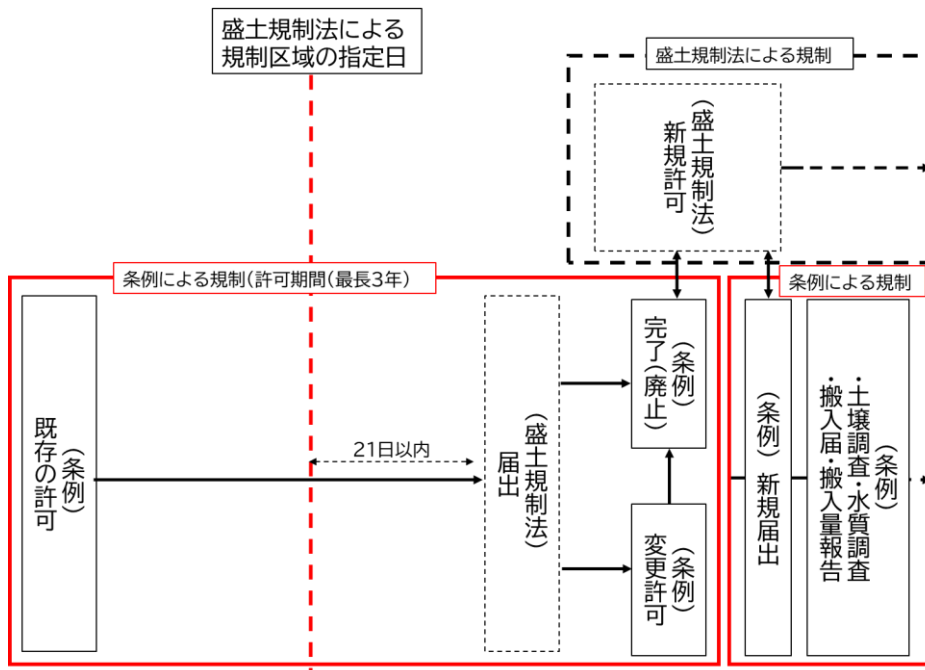 盛土規制法による
規制区域の指定日
盛土規制法による規制
（盛土規制法）
新規許可
条例による規制（許可期間（最長3年）
条例による規制
（条例）
既存の許可
21日以内
（盛土規制法）
届出
（条例）
完了（廃止）
（条例）
変更許可
（条例）新規届出
（条例）
・土壌調査・水質調査
・搬入届・搬入量報告